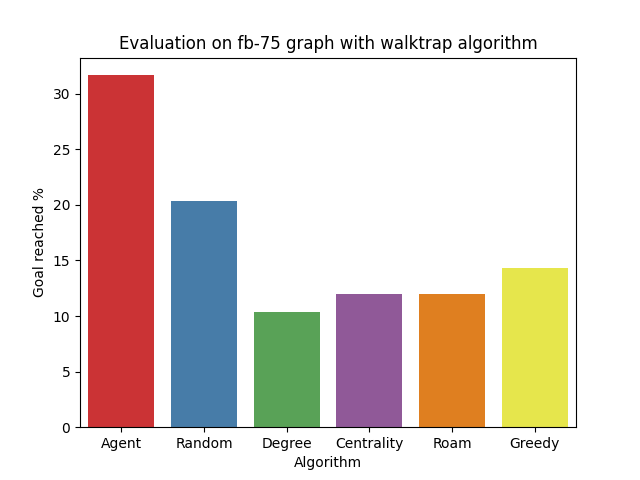 Evaluation on fb-75 graph with walktrap algorithm
Goal reached %
30
25
20
15
10
5
0
Agent Random Degree Centrality Roam Greedy
Algorithm